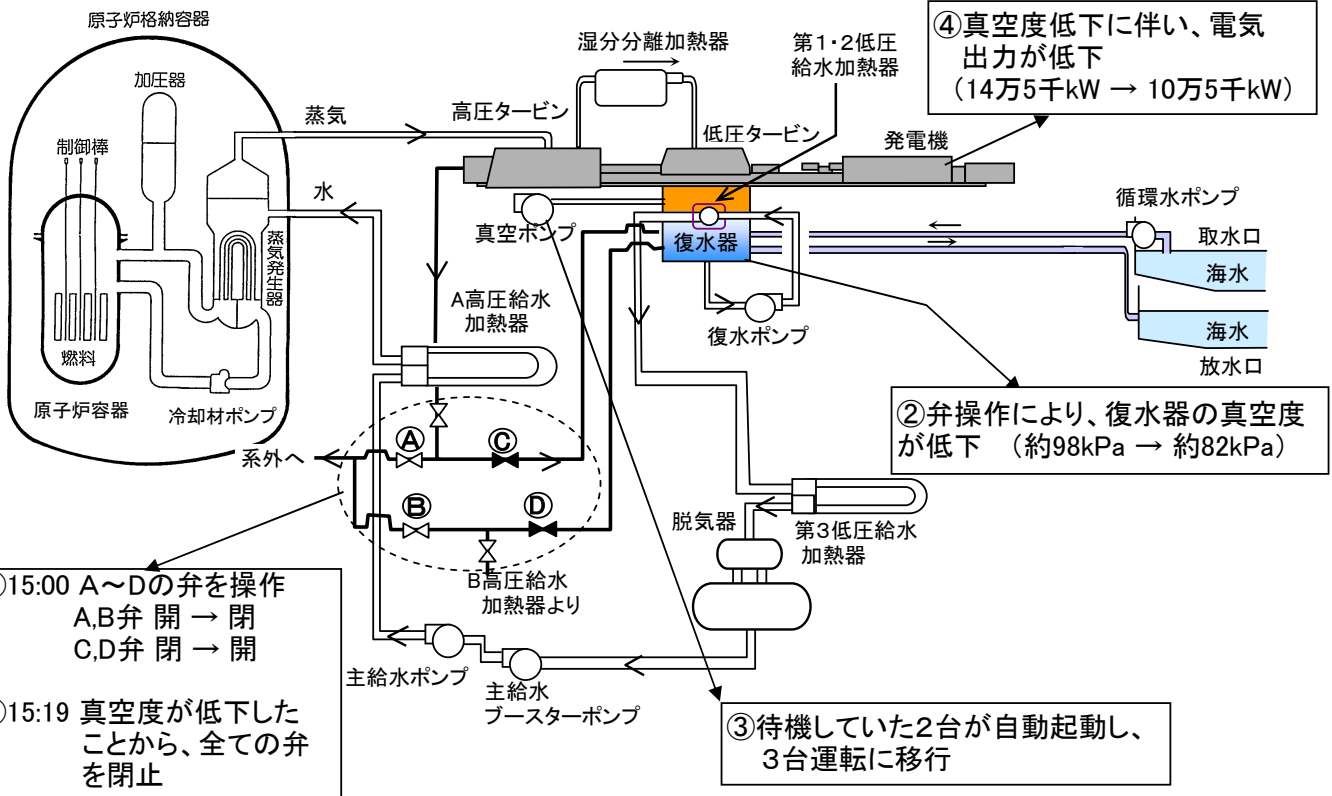 原子炉格納容器
加圧器
制御棒
蒸気
水
蒸気発生器
燃料
原子炉容器
冷却材ポンプ
湿分分離加熱器
第1・2低圧
給水加熱器
高圧タービン
低圧タービン
発電機
④真空度低下に伴い、電気
出力が低下
(14万5千kW → 10万5千kW)
真空ポンプ
復水器
循環水ポンプ
取水口
海水
海水
放水口
復水ポンプ
A高圧給水
加熱器
系外へ
A
C
B
D
B高圧給水
加熱器より
②弁操作により、復水器の真空度
が低下 (約98kPa → 約82kPa)
脱気器
第3低圧給水
加熱器
15:00 A～Dの弁を操作
A,B弁 開 → 閉
C,D弁 閉 → 開
15:19 真空度が低下した
ことから、全ての弁
を閉止
主給水ポンプ
主給水
ブースターポンプ
③待機していた2台が自動起動し、
3台運転に移行